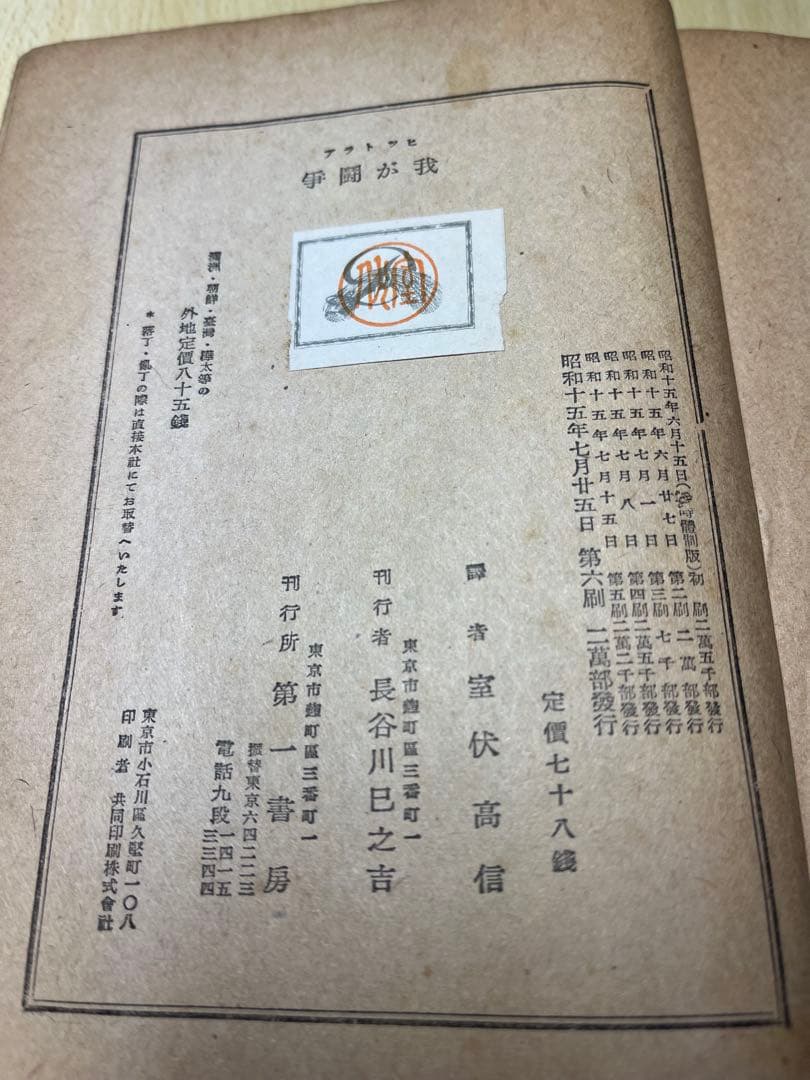 ヒットラア
我が鬪爭
昭和十五年六月十五日(戰時體制版)初刷二萬五千部發行
昭和十五年六月廿七日 第二刷二萬部發行
昭和十五年七月一日 第三刷七千部發行
昭和十五年七月八日 第四刷二萬五千部發行
昭和十五年七月十五日 第五刷二萬二千部發行
昭和十五年七月廿五日 第六刷 二萬部發行
定價七十八錢
譯者 室伏高信
東京市麹町區三番町一
刊行者 長谷川巳之吉
東京市麹町區三番町一
刊行所 第一書房
振替東京六四二二三
電話九段一四一五
三三四四
滿洲・朝鮮・臺灣・樺太等の
外地定價八十五錢
*落丁・亂丁の際は直接本社にてお取替へいたします
東京市小石川區久堅町一〇八
印刷者 共同印刷株式會社